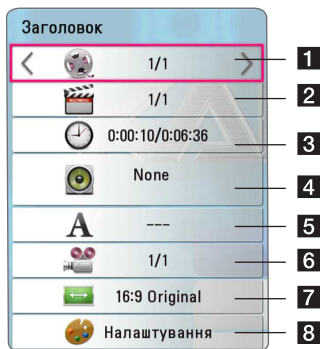 Заголовок
1/1
1
1/1
2
0:00:10/0:06:36
3
None
4
A
---
5
1/1
6
16:9 Original
7
Налаштування
8